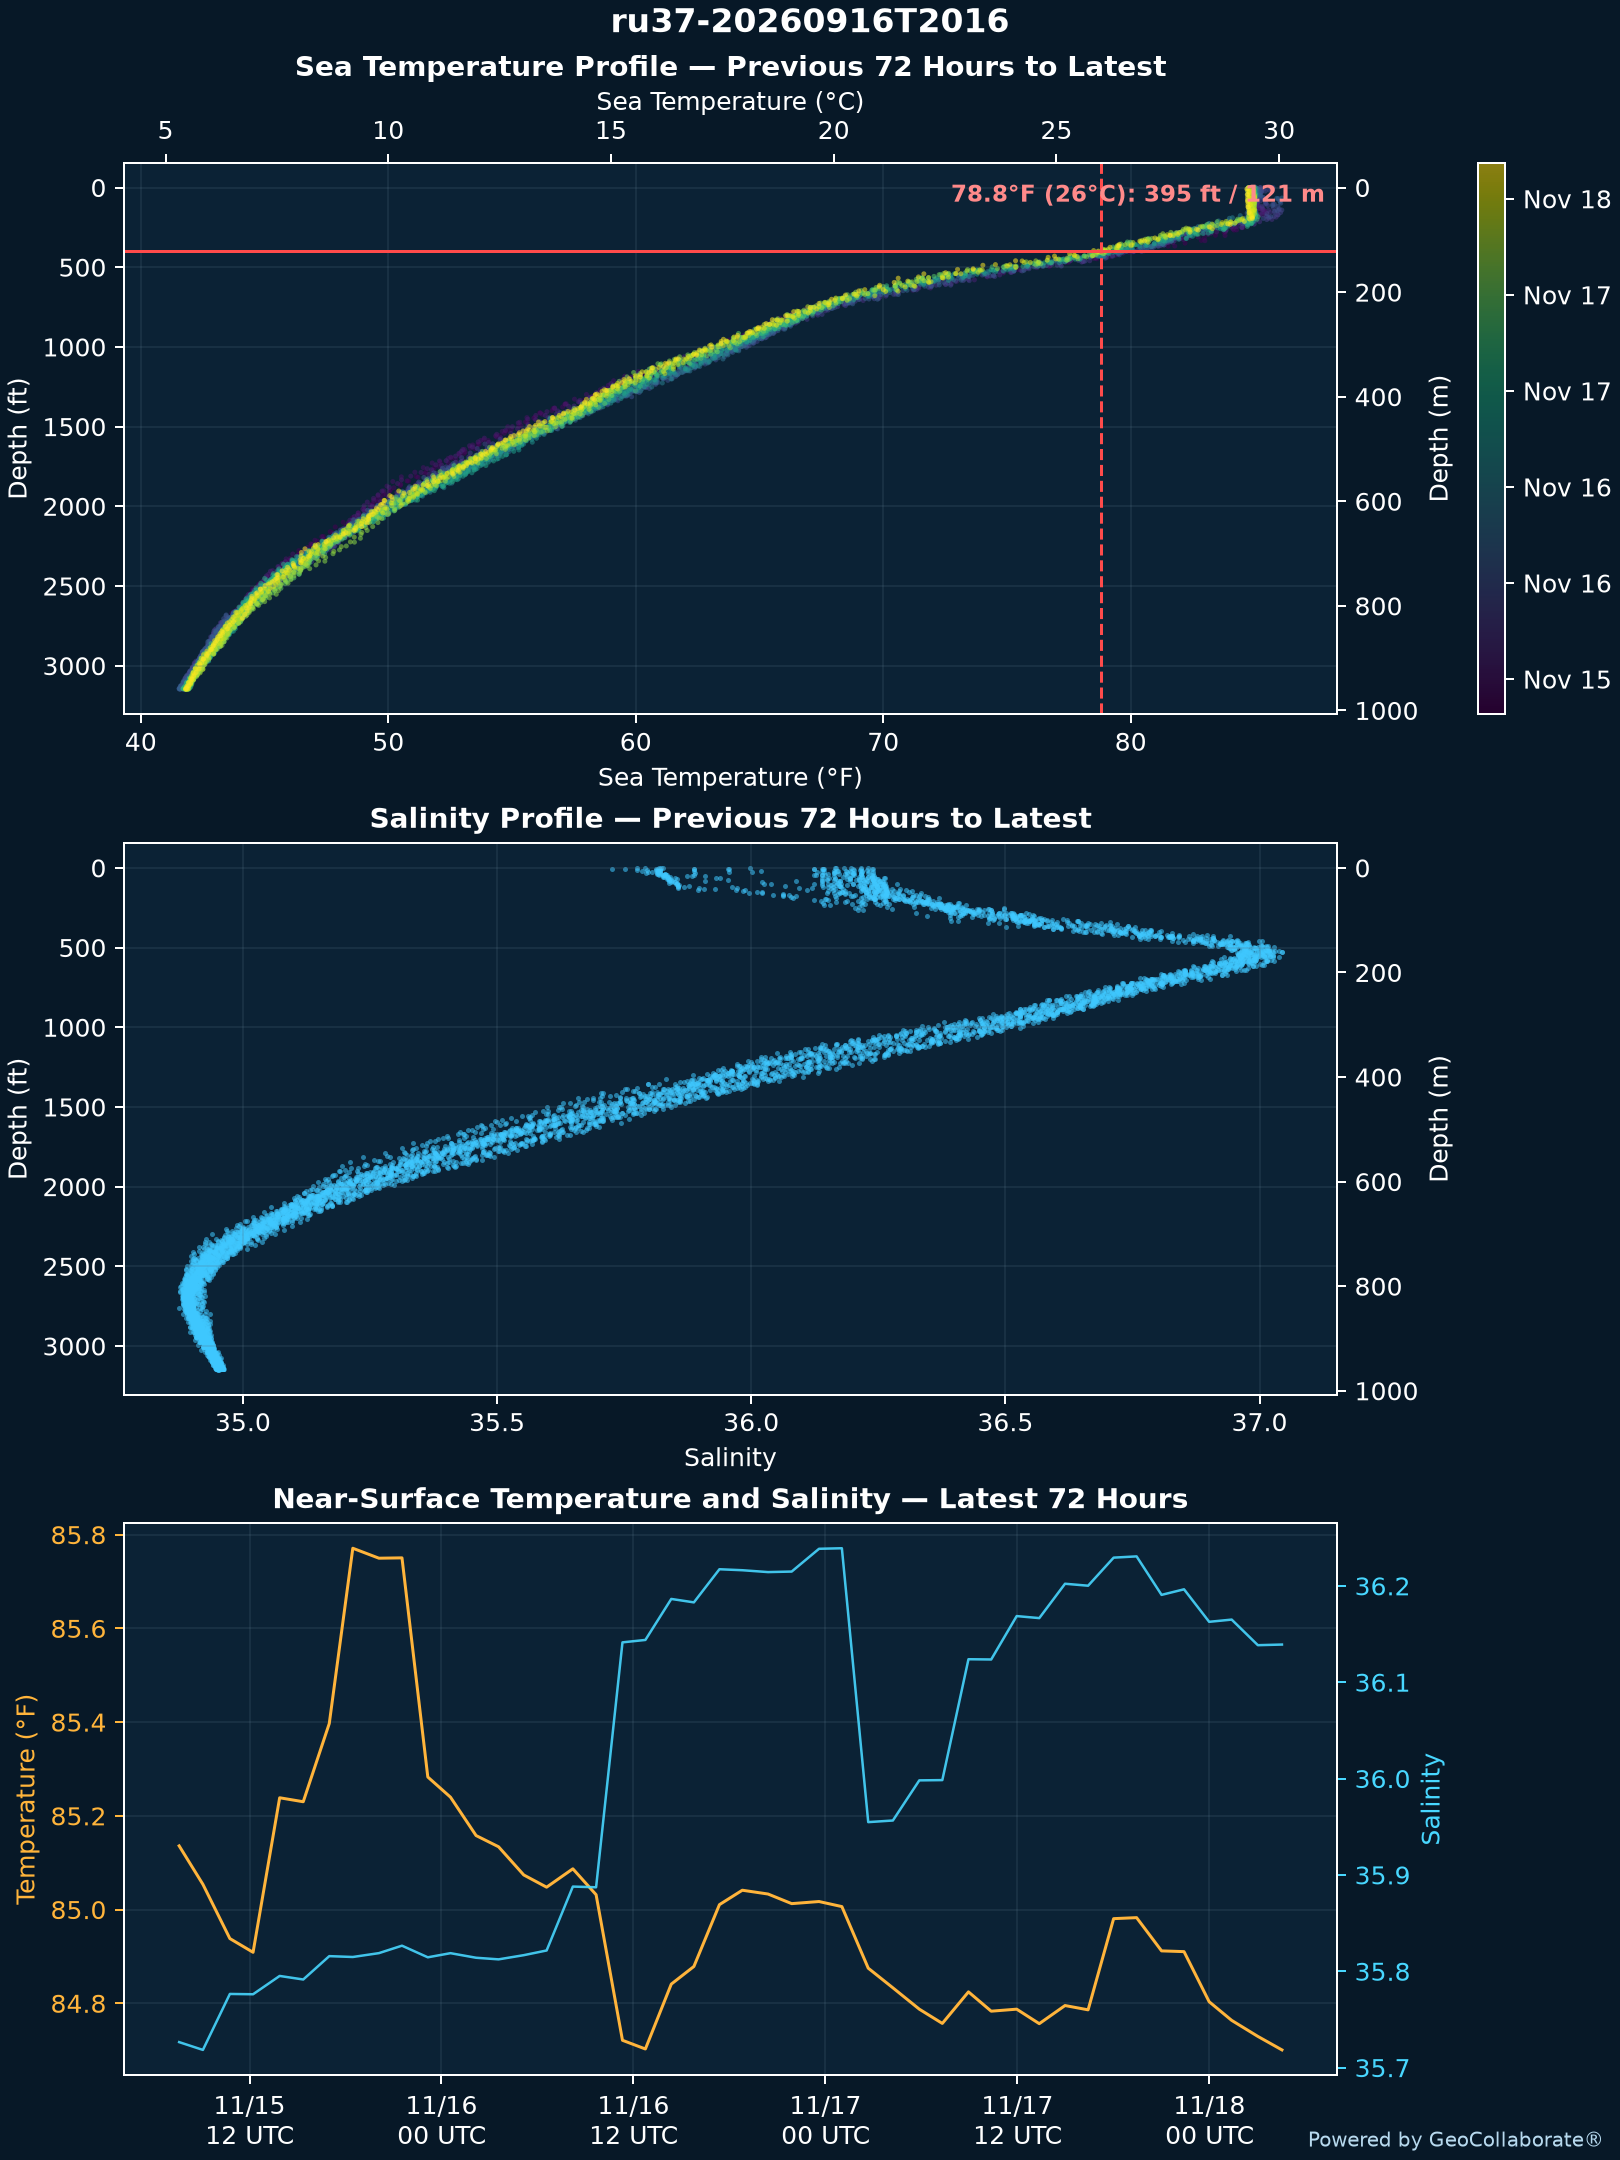 ru37-20260916T2016
Sea Temperature Profile — Previous 72 Hours to Latest
Sea Temperature (°C)
5 10 15 20 25 30
78.8°F (26°C): 395 ft / 121 m
0
500
1000
1500
2000
2500
3000
Depth (ft)
0
200
400
600
800
1000
Depth (m)
Nov 18
Nov 17
Nov 17
Nov 16
Nov 16
Nov 15
40 50 60 70 80
Sea Temperature (°F)
Salinity Profile — Previous 72 Hours to Latest
0
500
1000
1500
2000
2500
3000
Depth (ft)
0
200
400
600
800
1000
Depth (m)
35.0 35.5 36.0 36.5 37.0
Salinity
Near-Surface Temperature and Salinity — Latest 72 Hours
85.8
85.6
85.4
85.2
85.0
84.8
Temperature (°F)
36.2
36.1
36.0
35.9
35.8
35.7
Salinity
11/15 11/16 11/16 11/17 11/17 11/18
12 UTC 00 UTC 12 UTC 00 UTC 12 UTC 00 UTC
Powered by GeoCollaborate®